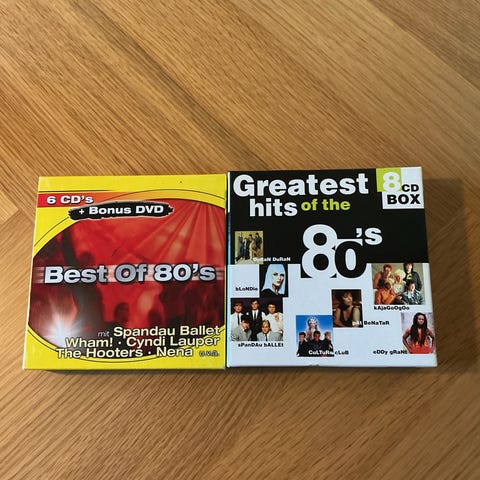 6 CD's
+ Bonus DVD
Best Of 80's
mit Spandau Ballet
Wham! · Cyndi Lauper
The Hooters · Nena u.v.a.
Greatest
hits of the
80's
8 CD
BOX
DuRaN DuRaN
bLoNDie
kAjaGoOgOo
pAt BeNaTAR
sPanDAu bALLEt
CuLTuRe cLuB
eDDy gRaNt